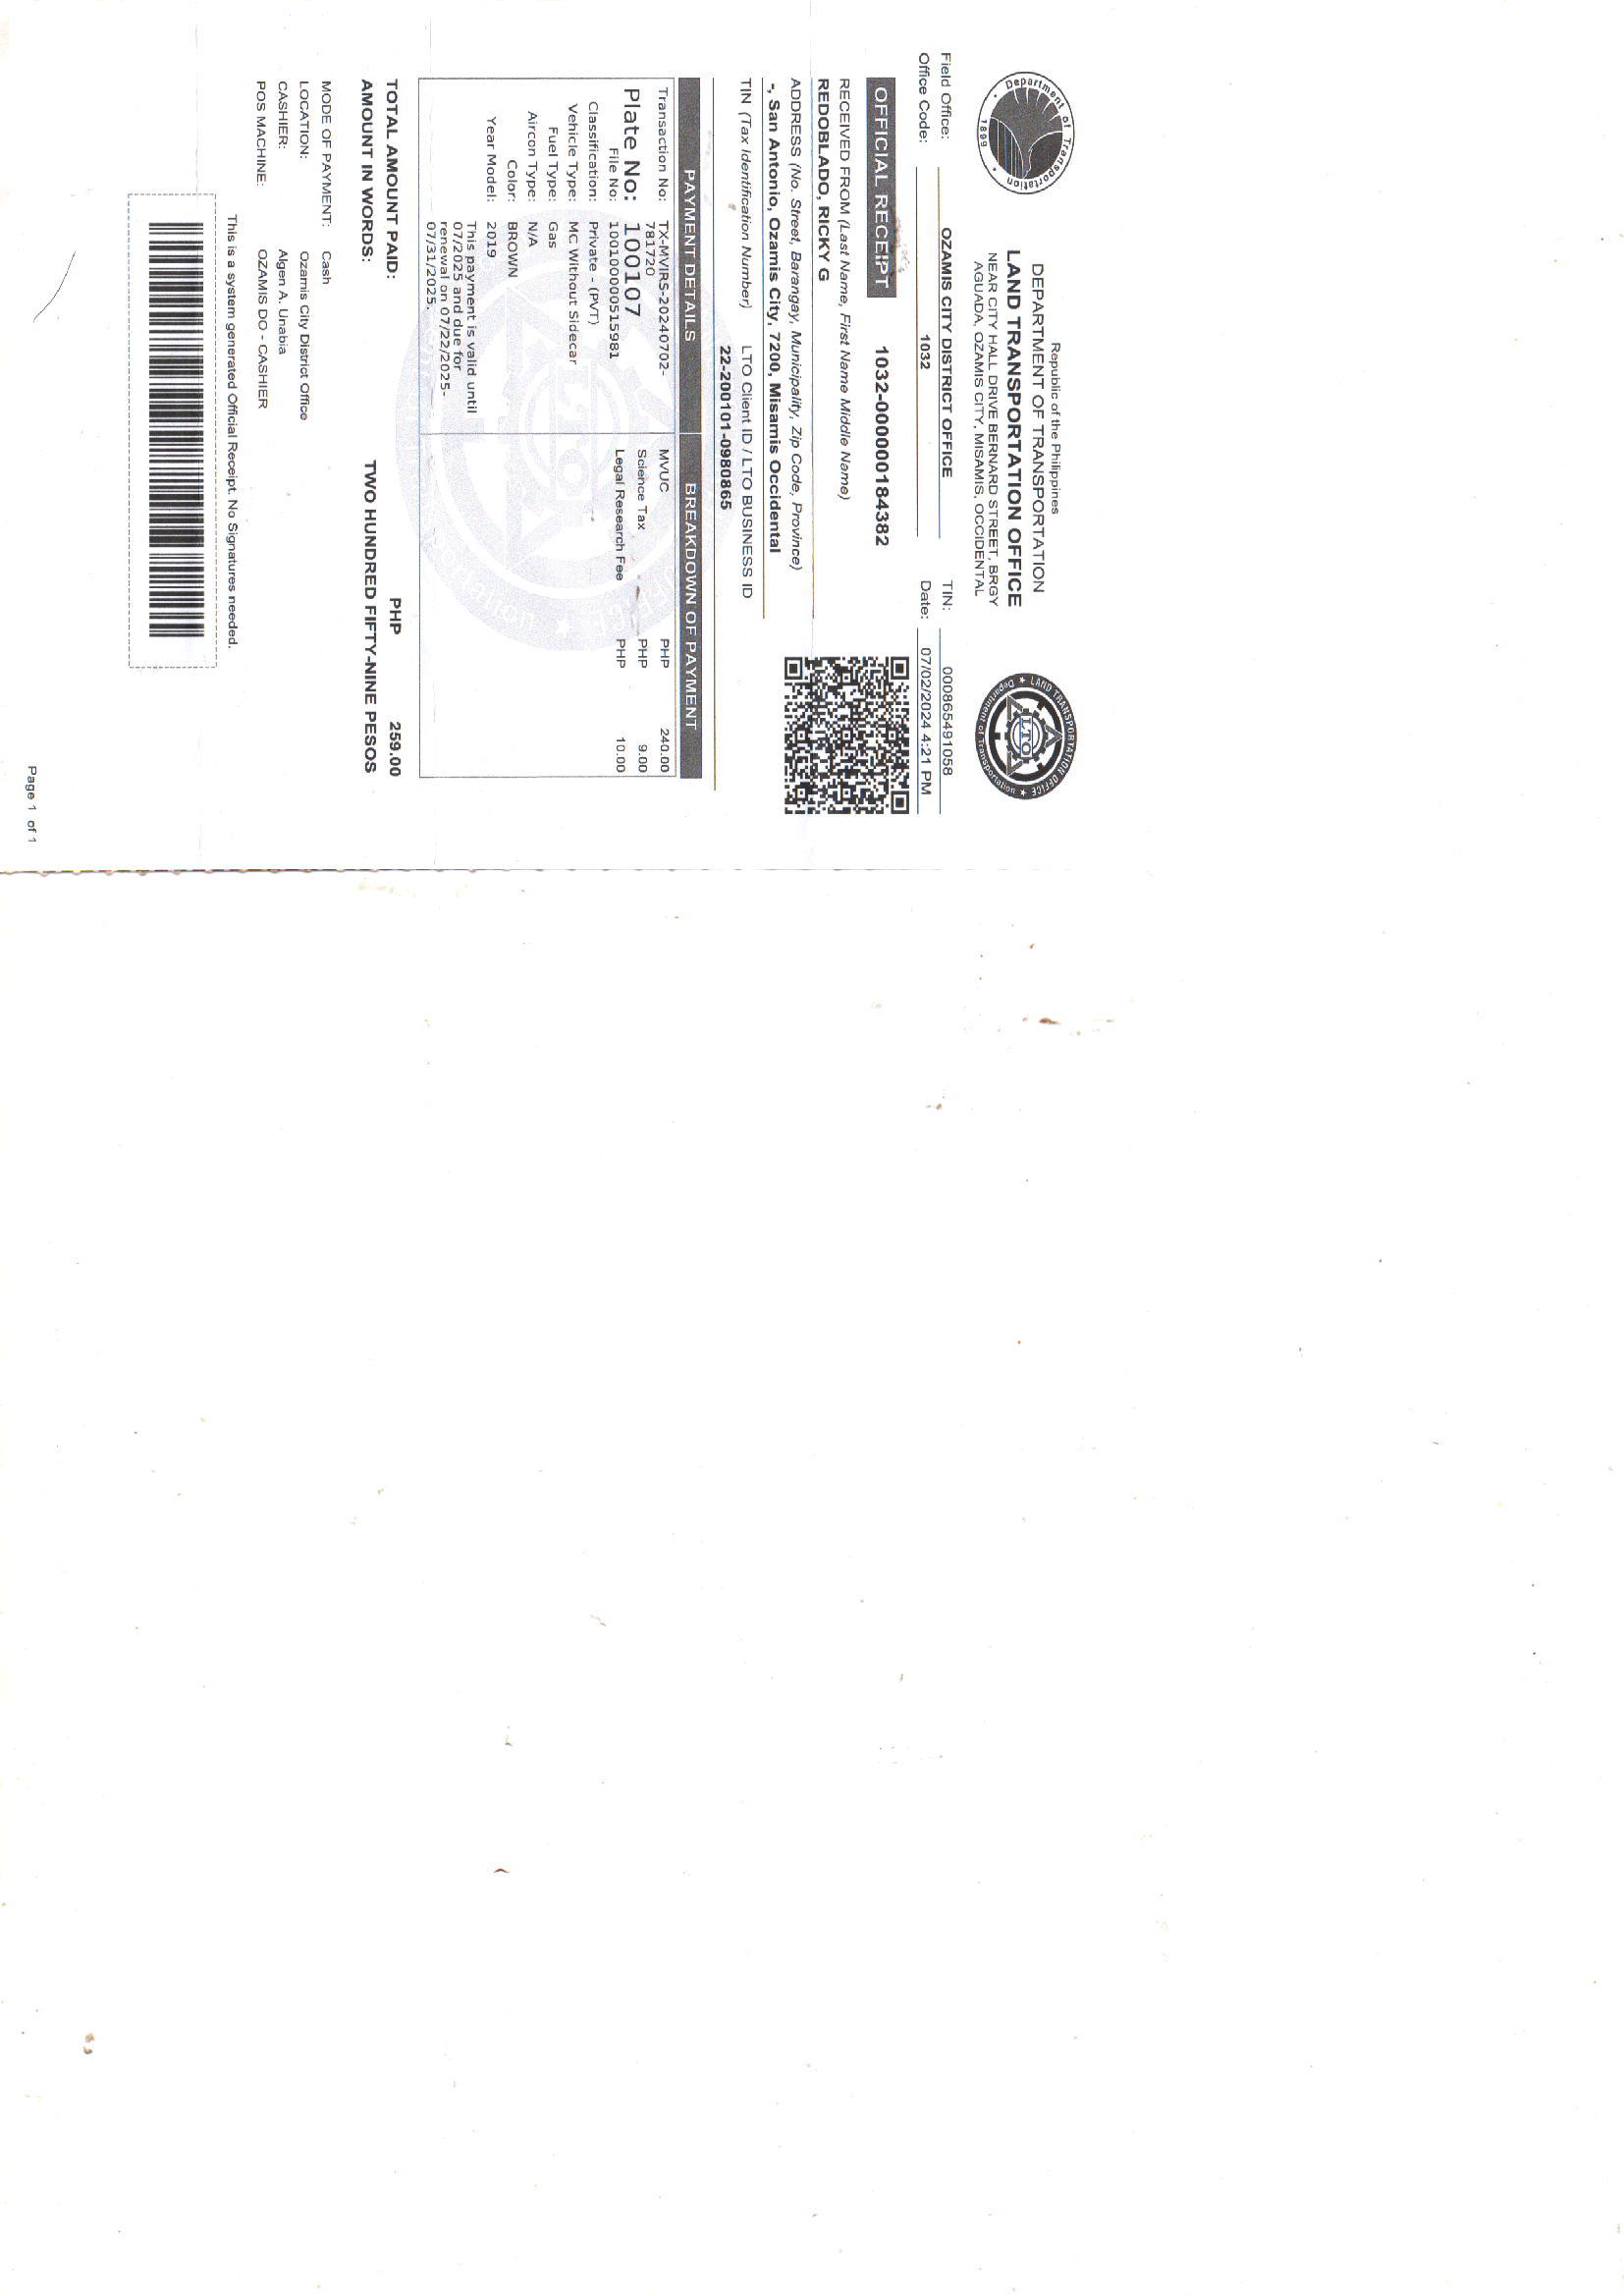 Republic of the Philippines
DEPARTMENT OF TRANSPORTATION
LAND TRANSPORTATION OFFICE
NEAR CITY HALL DRIVE BERNARD STREET, BRGY
AGUADA, OZAMIS CITY, MISAMIS, OCCIDENTAL
Department of Transportation
1899
LAND TRANSPORTATION OFFICE
Department of Transportation
LTO
Field Office: OZAMIS CITY DISTRICT OFFICE TIN: 000865491058
Office Code: 1032 Date: 07/02/2024 4:21 PM
OFFICIAL RECEIPT 1032-000000184382
RECEIVED FROM (Last Name, First Name Middle Name)
REDOBLADO, RICKY G
ADDRESS (No. Street, Barangay, Municipality, Zip Code, Province)
-, San Antonio, Ozamis City, 7200, Misamis Occidental
TIN (Tax Identification Number) LTO Client ID / LTO BUSINESS ID
22-200101-0980865
PAYMENT DETAILS BREAKDOWN OF PAYMENT
Transaction No: TX-MVIRS-20240702-
781720
Plate No: 100107
File No: 100100000515981
Classification: Private - (PVT)
Vehicle Type: MC Without Sidecar
Fuel Type: Gas
Aircon Type: N/A
Color: BROWN
Year Model: 2019
This payment is valid until
07/2025 and due for
renewal on 07/22/2025-
07/31/2025.
MVUC PHP 240.00
Science Tax PHP 9.00
Legal Research Fee PHP 10.00
TOTAL AMOUNT PAID: PHP 259.00
AMOUNT IN WORDS: TWO HUNDRED FIFTY-NINE PESOS
MODE OF PAYMENT: Cash
LOCATION: Ozamis City District Office
CASHIER: Algen A. Unabia
POS MACHINE: OZAMIS DO - CASHIER
This is a system generated Official Receipt. No Signatures needed.
Page 1 of 1